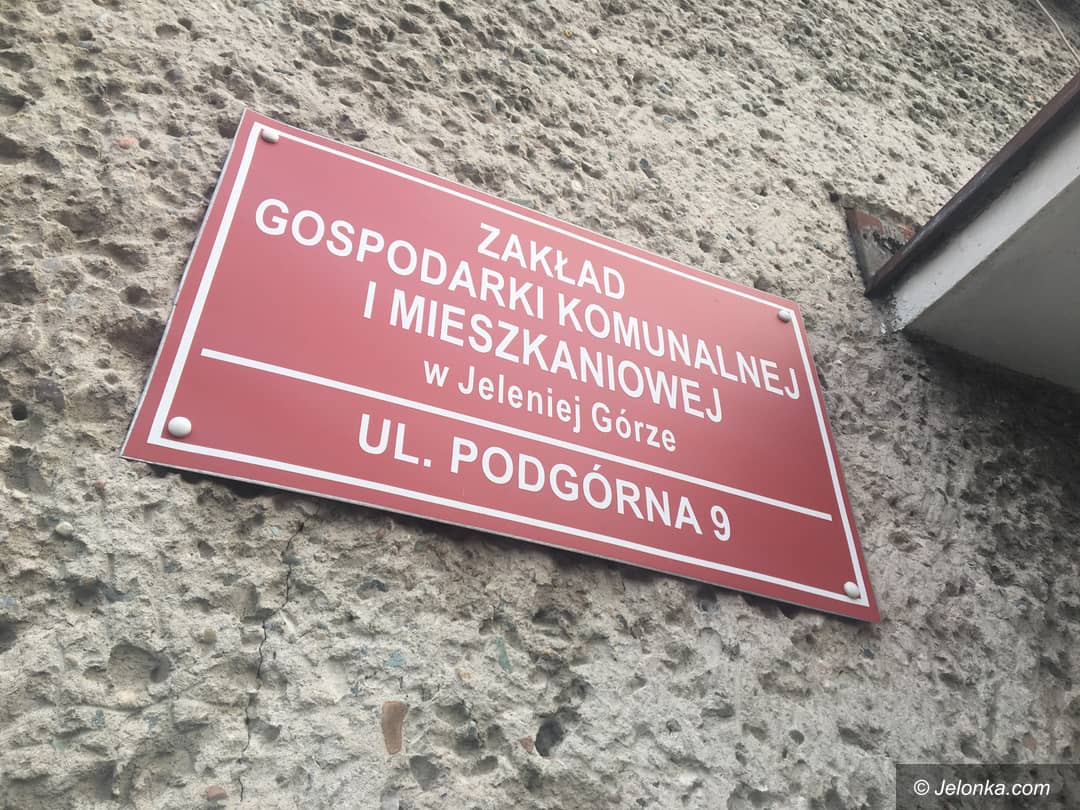 ZAKŁAD
GOSPODARKI KOMUNALNEJ
I MIESZKANIOWEJ
w Jeleniej Górze
UL. PODGÓRNA 9
© Jelonka.com